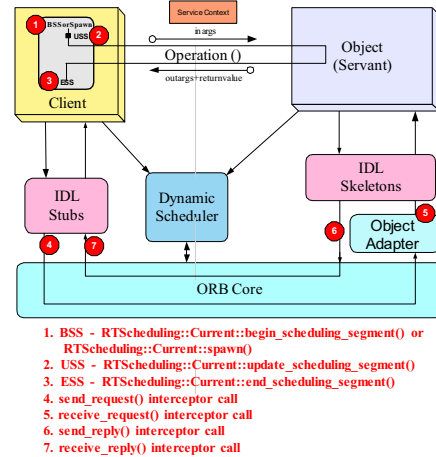 Service Context
1
BSSorSpawn
USS
2
in args
Operation ()
outargs+returnvalue
3
ESS
Client
Object
(Servant)
IDL
Stubs
Dynamic
Scheduler
IDL
Skeletons
5
Object
Adapter
4
7
6
ORB Core
1. BSS - RTScheduling::Current::begin_scheduling_segment() or
RTScheduling::Current::spawn()
2. USS - RTScheduling::Current::update_scheduling_segment()
3. ESS - RTScheduling::Current::end_scheduling_segment()
4. send_request() interceptor call
5. receive_request() interceptor call
6. send_reply() interceptor call
7. receive_reply() interceptor call